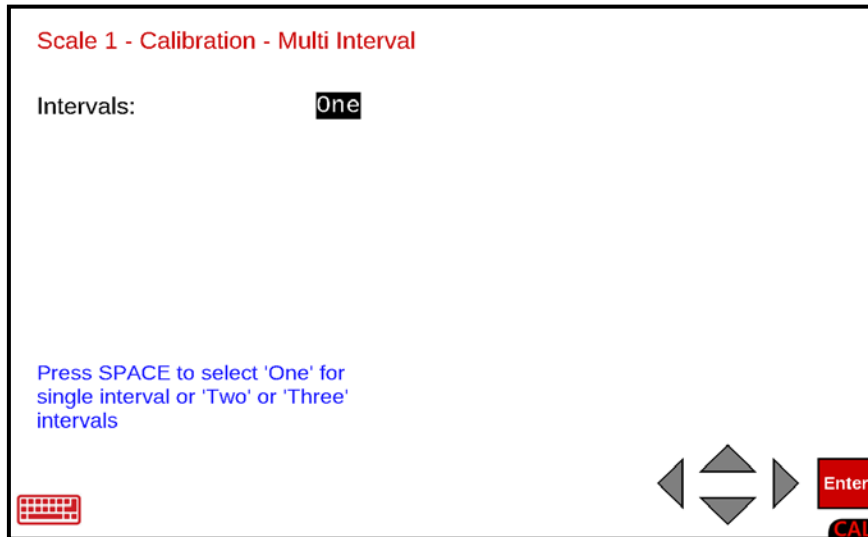 Scale 1 - Calibration - Multi Interval
Intervals: One
Press SPACE to select 'One' for
single interval or 'Two' or 'Three'
intervals
Enter
CAL